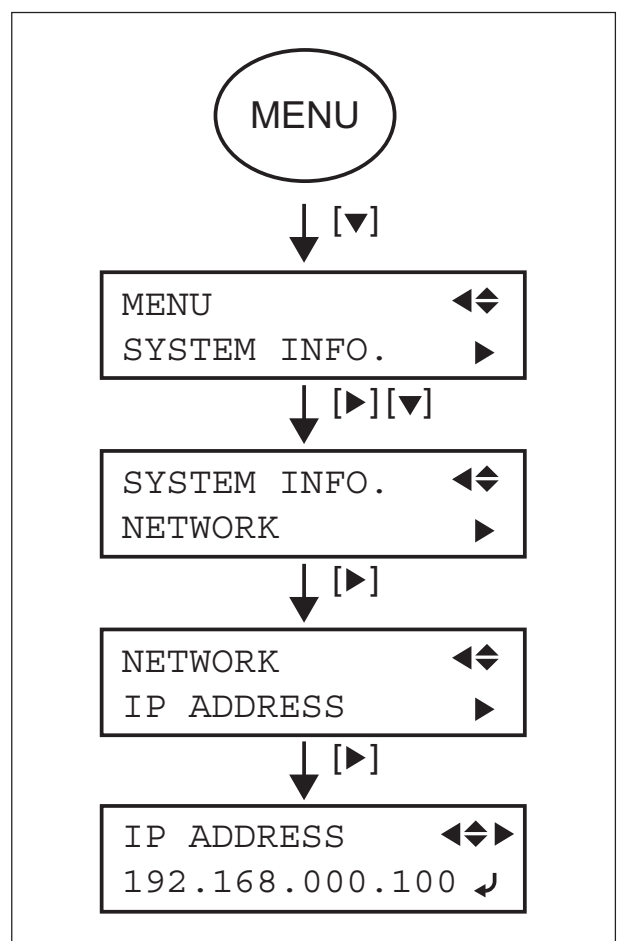 MENU
[▼]
MENU ◀◆
SYSTEM INFO. ▶
[▶][▼]
SYSTEM INFO. ◀◆
NETWORK ▶
[▶]
NETWORK ◀◆
IP ADDRESS ▶
[▶]
IP ADDRESS ◀◆▶
192.168.000.100 ↵